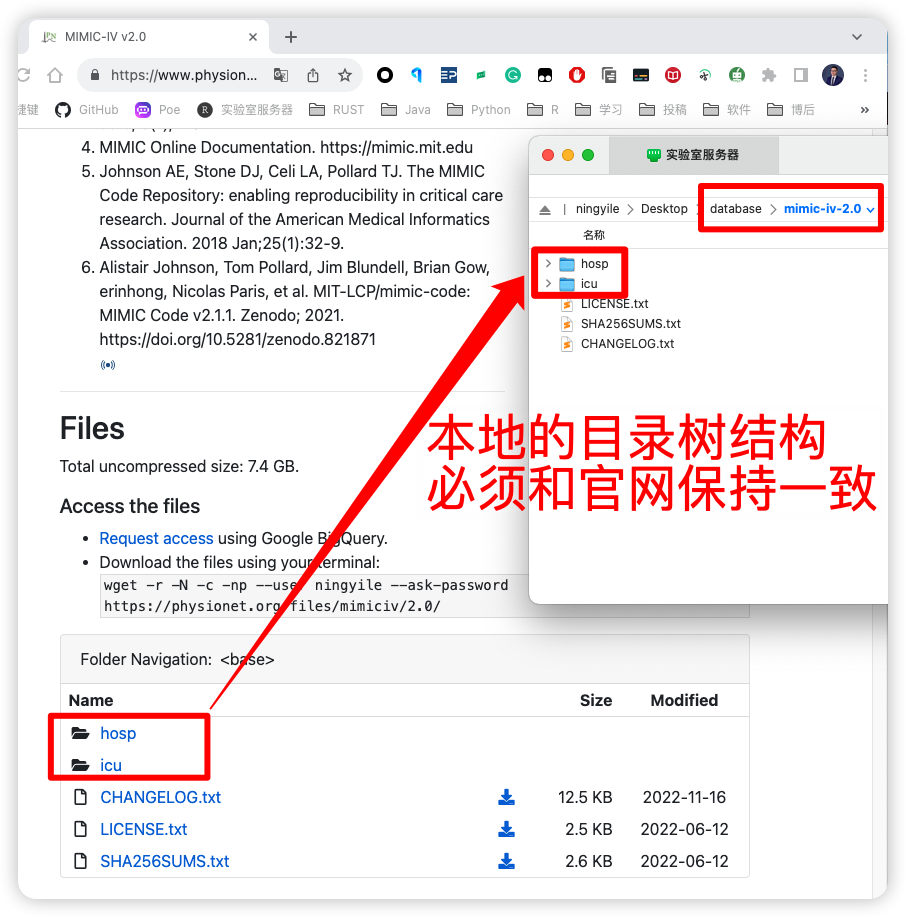 MIMIC-IV v2.0
https://www.physion...
捷键
GitHub
Poe
实验室服务器
RUST
Java
Python
R
学习
投稿
软件
博后
»
4. MIMIC Online Documentation. https://mimic.mit.edu
5. Johnson AE, Stone DJ, Celi LA, Pollard TJ. The MIMIC
Code Repository: enabling reproducibility in critical care
research. Journal of the American Medical Informatics
Association. 2018 Jan;25(1):32-9.
6. Alistair Johnson, Tom Pollard, Jim Blundell, Brian Gow,
erinhong, Nicolas Paris, et al. MIT-LCP/mimic-code:
MIMIC Code v2.1.1. Zenodo; 2021.
https://doi.org/10.5281/zenodo.821871
实验室服务器
ningyile > Desktop > database > mimic-iv-2.0
名称
hosp
icu
LICENSE.txt
SHA256SUMS.txt
CHANGELOG.txt
本地的目录树结构
必须和官网保持一致
Files
Total uncompressed size: 7.4 GB.
Access the files
• Request access using Google BigQuery.
• Download the files using your terminal:
wget -r -N -c -np --user ningyile --ask-password
https://physionet.org/files/mimiciv/2.0/
Folder Navigation: <base>
Name Size Modified
hosp
icu
CHANGELOG.txt 12.5 KB 2022-11-16
LICENSE.txt 2.5 KB 2022-06-12
SHA256SUMS.txt 2.6 KB 2022-06-12